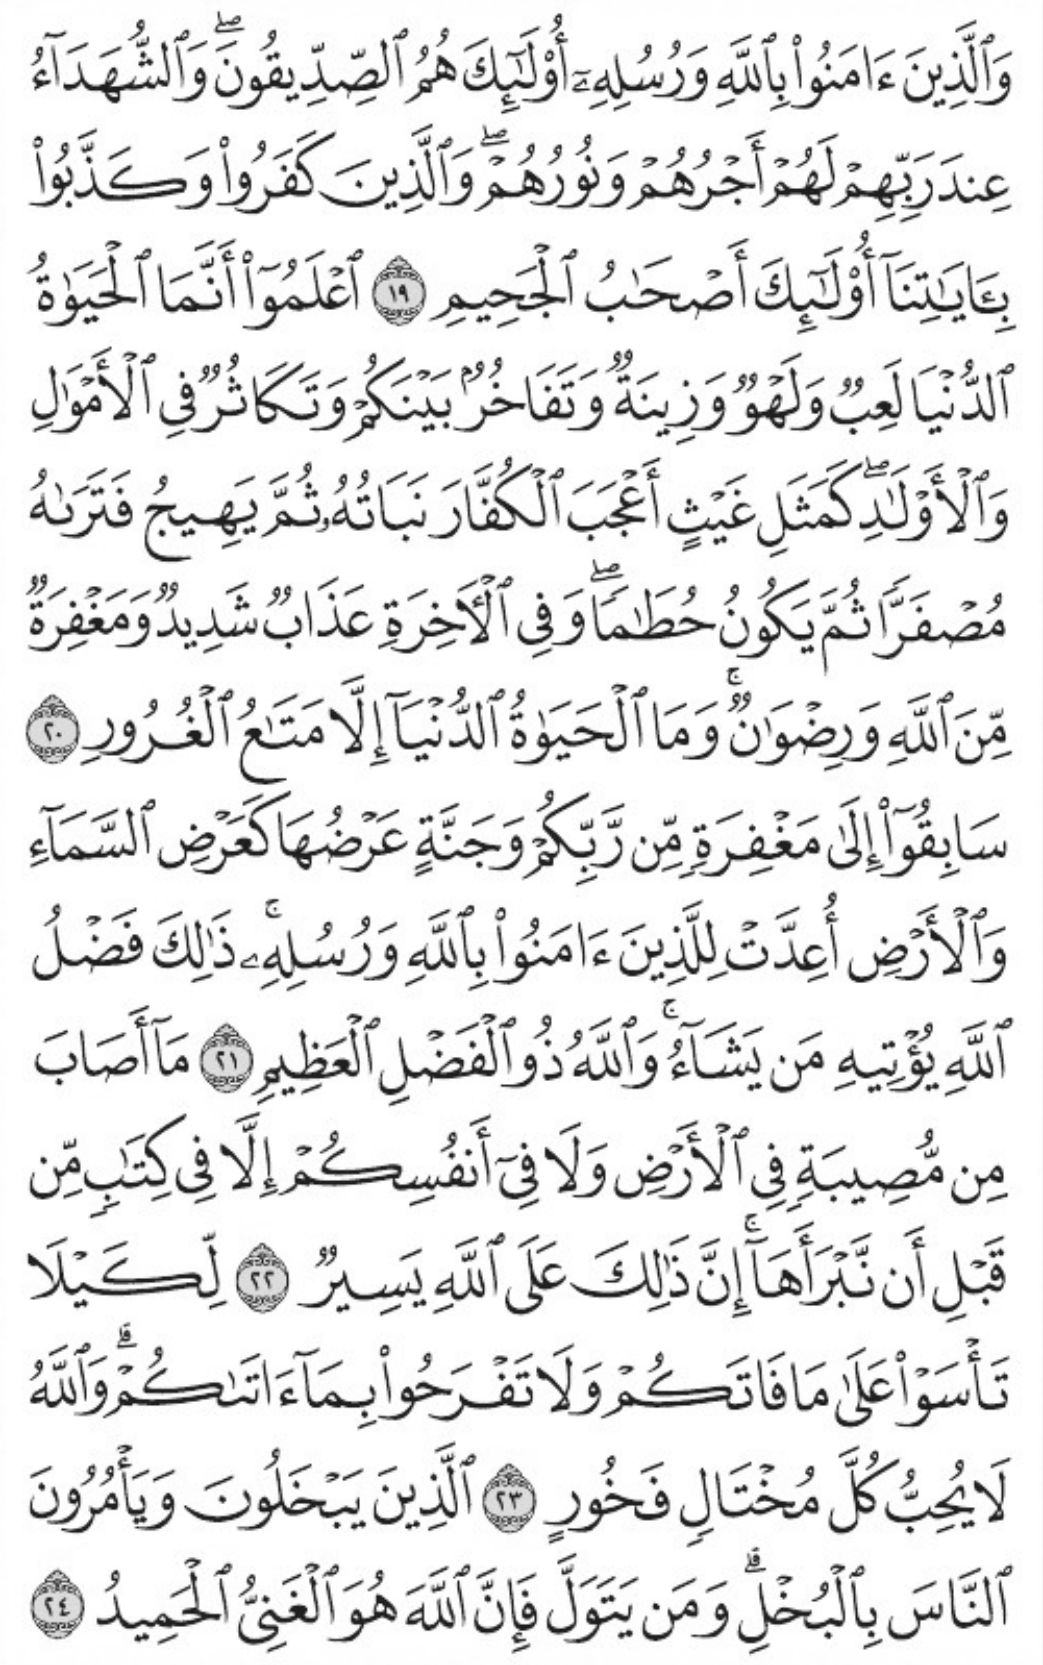 وَٱلَّذِينَ ءَامَنُوا۟ بِٱللَّهِ وَرُسُلِهِۦٓ أُو۟لَـٰٓئِكَ هُمُ ٱلصِّدِّيقُونَ ۖ وَٱلشُّهَدَآءُ
عِندَ رَبِّهِمْ لَهُمْ أَجْرُهُمْ وَنُورُهُمْ ۖ وَٱلَّذِينَ كَفَرُوا۟ وَكَذَّبُوا۟
بِـَٔايَـٰتِنَآ أُو۟لَـٰٓئِكَ أَصْحَـٰبُ ٱلْجَحِيمِ ١٩ ٱعْلَمُوٓا۟ أَنَّمَا ٱلْحَيَوٰةُ
ٱلدُّنْيَا لَعِبٌ وَلَهْوٌ وَزِينَةٌ وَتَفَاخُرٌۢ بَيْنَكُمْ وَتَكَاثُرٌ فِى ٱلْأَمْوَٰلِ
وَٱلْأَوْلَـٰدِ ۖ كَمَثَلِ غَيْثٍ أَعْجَبَ ٱلْكُفَّارَ نَبَاتُهُۥ ثُمَّ يَهِيجُ فَتَرَىٰهُ
مُصْفَرًّا ثُمَّ يَكُونُ حُطَـٰمًا ۖ وَفِى ٱلْـَٔاخِرَةِ عَذَابٌ شَدِيدٌ وَمَغْفِرَةٌ
مِّنَ ٱللَّهِ وَرِضْوَٰنٌ ۚ وَمَا ٱلْحَيَوٰةُ ٱلدُّنْيَآ إِلَّا مَتَـٰعُ ٱلْغُرُورِ ٢٠
سَابِقُوٓا۟ إِلَىٰ مَغْفِرَةٍ مِّن رَّبِّكُمْ وَجَنَّةٍ عَرْضُهَا كَعَرْضِ ٱلسَّمَآءِ
وَٱلْأَرْضِ أُعِدَّتْ لِلَّذِينَ ءَامَنُوا۟ بِٱللَّهِ وَرُسُلِهِۦ ۚ ذَٰلِكَ فَضْلُ
ٱللَّهِ يُؤْتِيهِ مَن يَشَآءُ ۚ وَٱللَّهُ ذُو ٱلْفَضْلِ ٱلْعَظِيمِ ٢١ مَآ أَصَابَ
مِن مُّصِيبَةٍ فِى ٱلْأَرْضِ وَلَا فِىٓ أَنفُسِكُمْ إِلَّا فِى كِتَـٰبٍ مِّن
قَبْلِ أَن نَّبْرَأَهَآ ۚ إِنَّ ذَٰلِكَ عَلَى ٱللَّهِ يَسِيرٌ ٢٢ لِّكَيْلَا
تَأْسَوْا۟ عَلَىٰ مَا فَاتَكُمْ وَلَا تَفْرَحُوا۟ بِمَآ ءَاتَىٰكُمْ ۗ وَٱللَّهُ
لَا يُحِبُّ كُلَّ مُخْتَالٍ فَخُورٍ ٢٣ ٱلَّذِينَ يَبْخَلُونَ وَيَأْمُرُونَ
ٱلنَّاسَ بِٱلْبُخْلِ ۗ وَمَن يَتَوَلَّ فَإِنَّ ٱللَّهَ هُوَ ٱلْغَنِىُّ ٱلْحَمِيدُ ٢٤